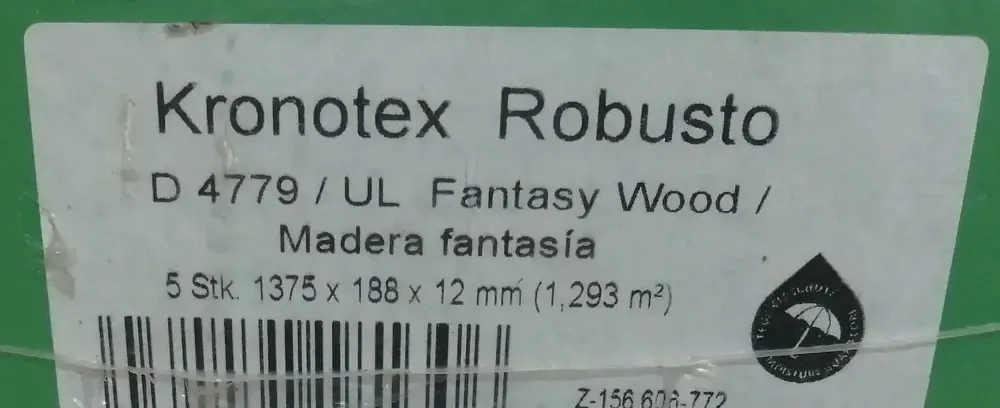 Kronotex Robusto
D 4779 / UL Fantasy Wood /
Madera fantasía
5 Stk. 1375 x 188 x 12 mm (1,293 m²)